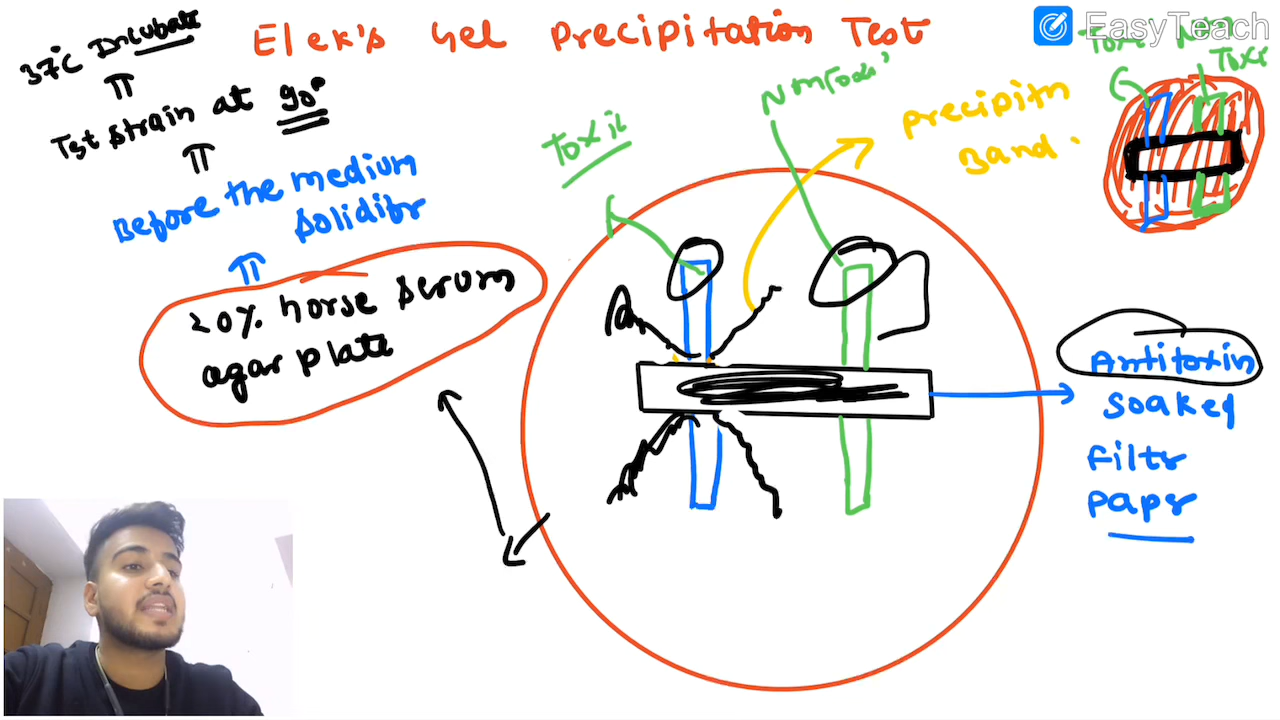 Elek's Gel Precipitation Test
EasyTeach
37°C Incubate
Tst strain at 90°
Before the medium
solidify
20% horse serum
agar plate
Toxic
Precipitn
Band.
Antitoxin
soaked
Filtr
Papr